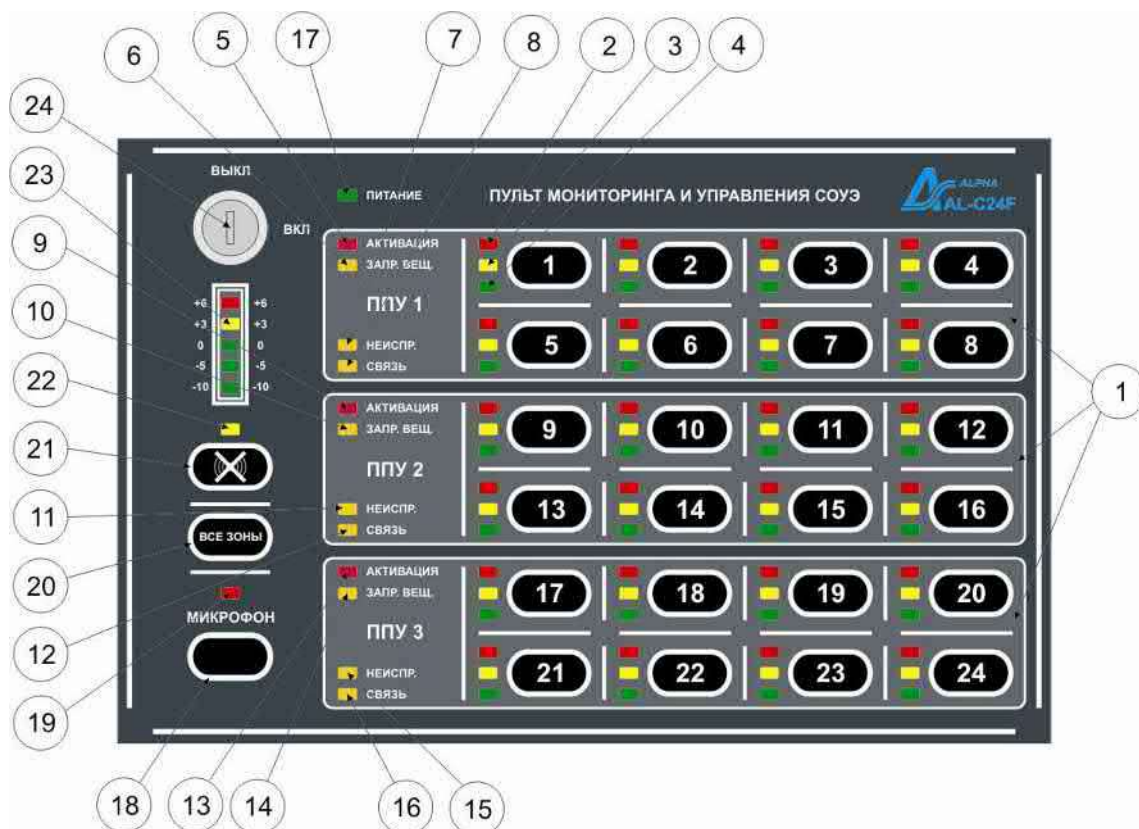 5 17 7 8 2 3 4
6
24
23
9
10
22
21
11
20
12
19
18 13 14 16 15
1
ВЫКЛ
ВКЛ
ПИТАНИЕ
ПУЛЬТ МОНИТОРИНГА И УПРАВЛЕНИЯ СОУЭ
ALPHA
AL-C24F
+6 +6
+3 +3
0 0
-5 -5
-10 -10
ВСЕ ЗОНЫ
МИКРОФОН
АКТИВАЦИЯ
ЗАПР. ВЕЩ.
ППУ 1
НЕИСПР.
СВЯЗЬ
1 2 3 4
5 6 7 8
АКТИВАЦИЯ
ЗАПР. ВЕЩ.
ППУ 2
НЕИСПР.
СВЯЗЬ
9 10 11 12
13 14 15 16
АКТИВАЦИЯ
ЗАПР. ВЕЩ.
ППУ 3
НЕИСПР.
СВЯЗЬ
17 18 19 20
21 22 23 24